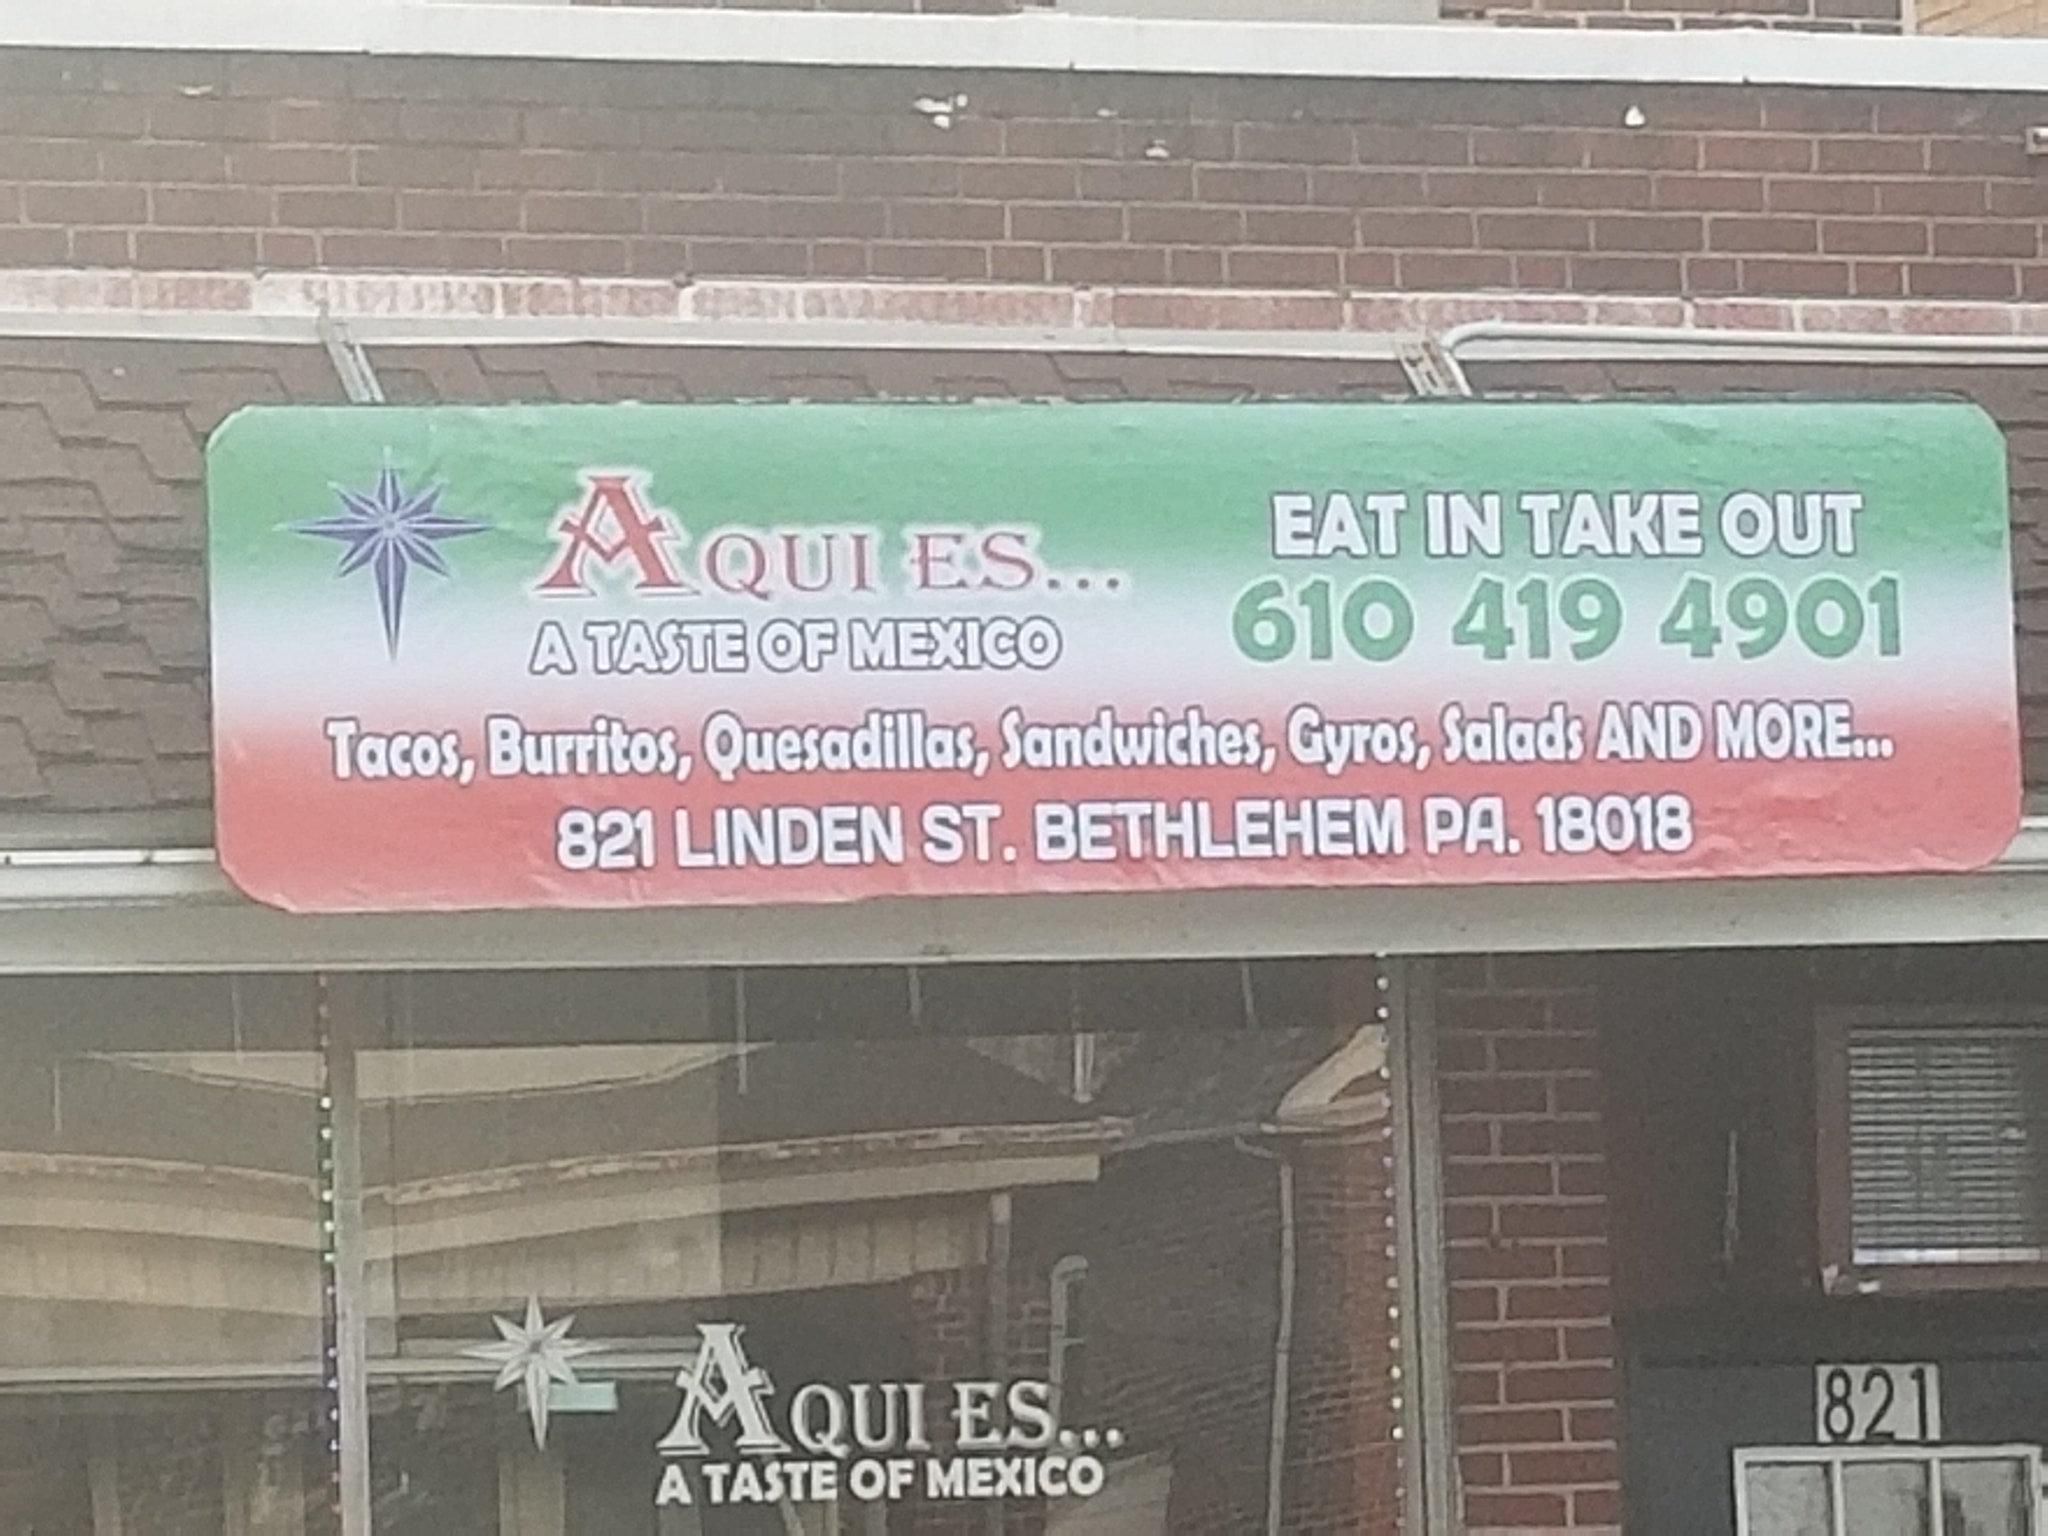 AQUI ES...
A TASTE OF MEXICO
EAT IN TAKE OUT
610 419 4901
Tacos, Burritos, Quesadillas, Sandwiches, Gyros, Salads AND MORE...
821 LINDEN ST. BETHLEHEM PA. 18018
AQUI ES...
A TASTE OF MEXICO
821